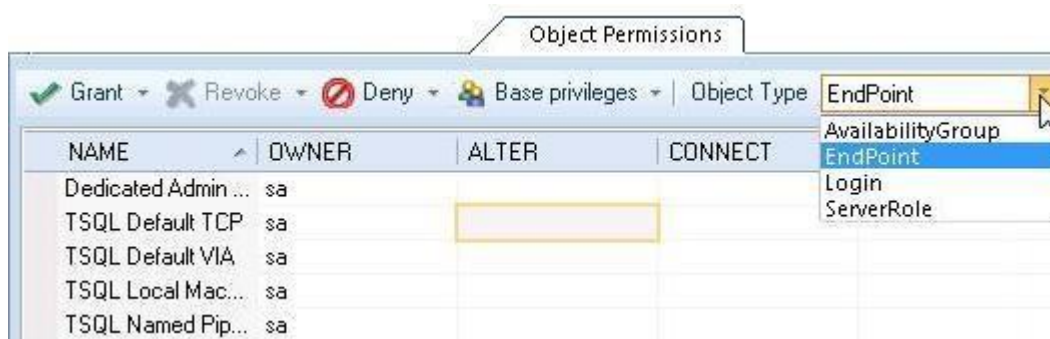 Object Permissions
Grant Revoke Deny Base privileges Object Type EndPoint
AvailabilityGroup
EndPoint
Login
ServerRole
NAME OWNER ALTER CONNECT
Dedicated Admin ... sa
TSQL Default TCP sa
TSQL Default VIA sa
TSQL Local Mac... sa
TSQL Named Pip... sa